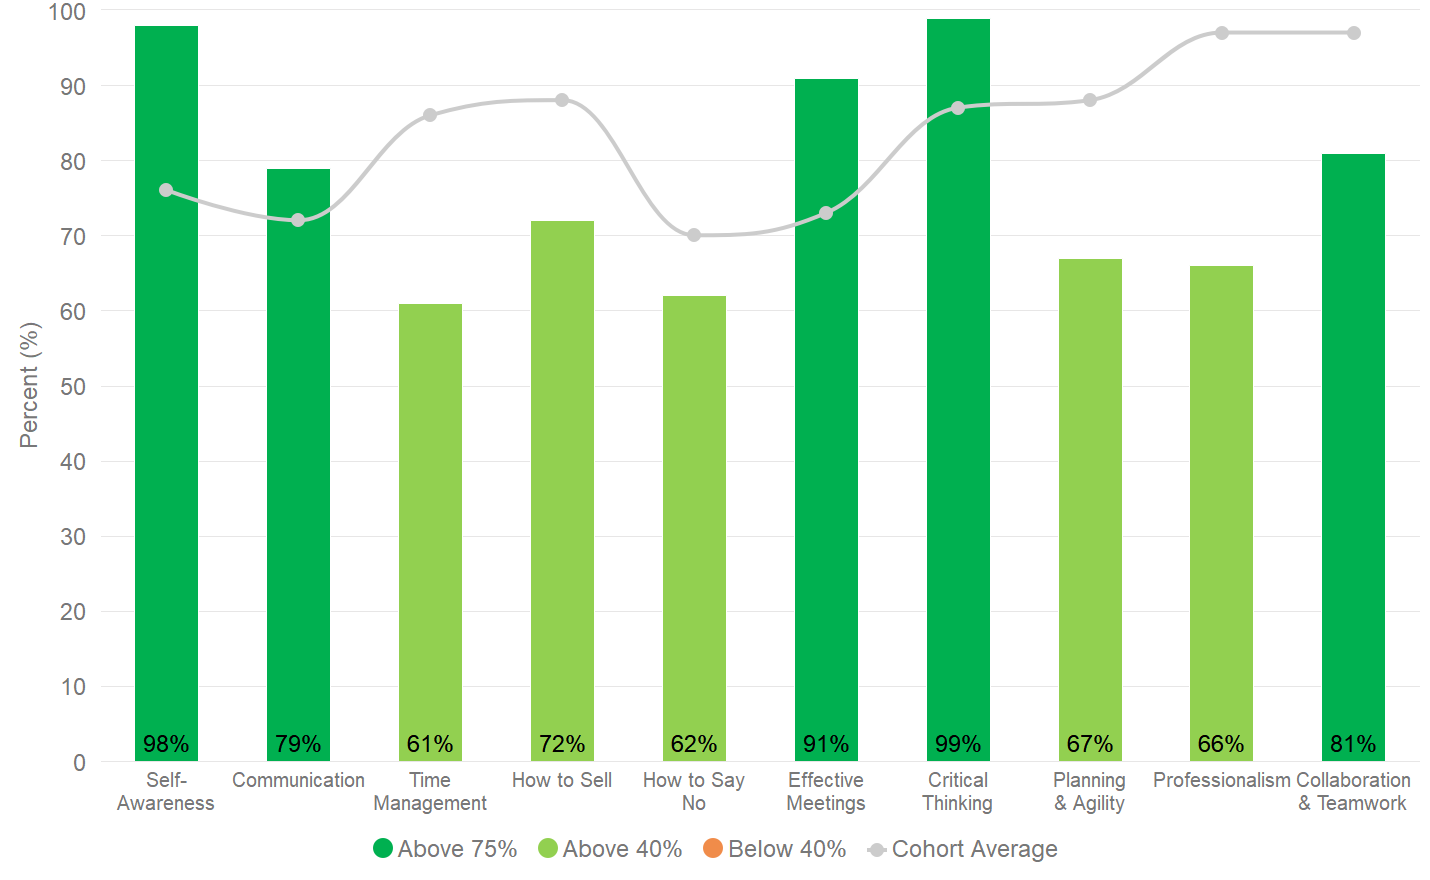 100
90
80
70
60
50
40
30
20
10
0
Percent (%)
98%
79%
61%
72%
62%
91%
99%
67%
66%
81%
Self-
Awareness
Communication
Time
Management
How to Sell
How to Say
No
Effective
Meetings
Critical
Thinking
Planning
& Agility
Professionalism
Collaboration
& Teamwork
Above 75%
Above 40%
Below 40%
Cohort Average